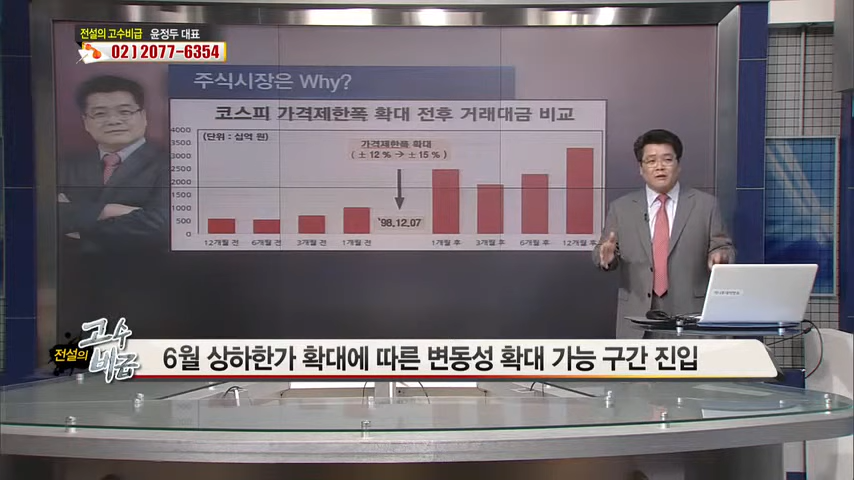 전설의 고수비급 윤정두 대표
02 ) 2077-6354
주식시장은 Why?
코스피 가격제한폭 확대 전후 거래대금 비교
(단위 : 십억 원)
4000
3500
3000
2500
2000
1500
1000
500
0
가격제한폭 확대
( ± 12 % → ± 15 % )
'98.12.07
12개월 전 6개월 전 3개월 전 1개월 전 1개월 후 3개월 후 6개월 후 12개월 후
전설의 고수비급
6월 상하한가 확대에 따른 변동성 확대 가능 구간 진입